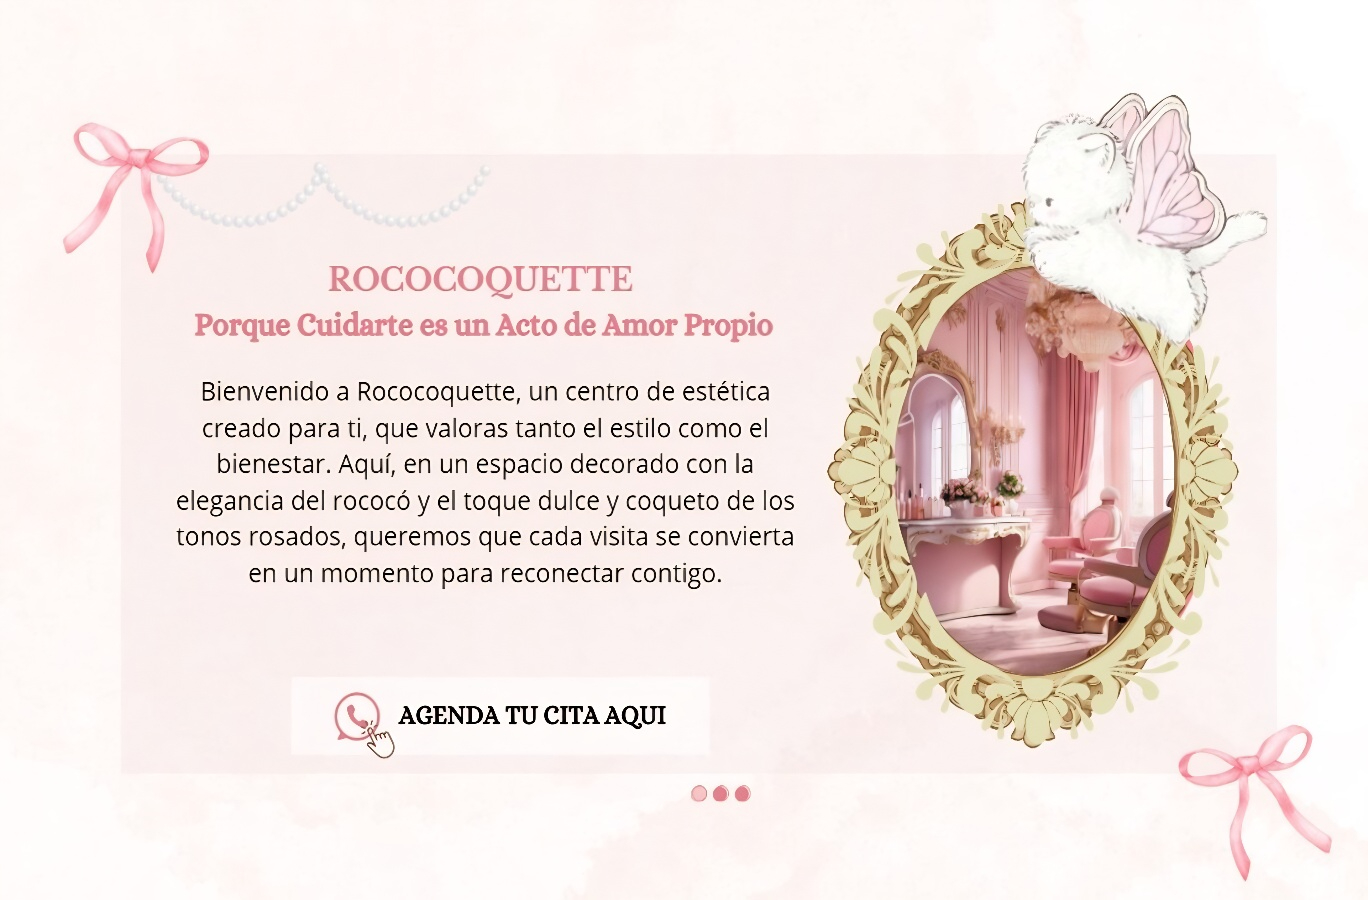 ROCOCOQUETTE
Porque Cuidarte es un Acto de Amor Propio
Bienvenido a Rococoquette, un centro de estética
creado para ti, que valoras tanto el estilo como el
bienestar. Aquí, en un espacio decorado con la
elegancia del rococó y el toque dulce y coqueto de los
tonos rosados, queremos que cada visita se convierta
en un momento para reconectar contigo.
AGENDA TU CITA AQUI